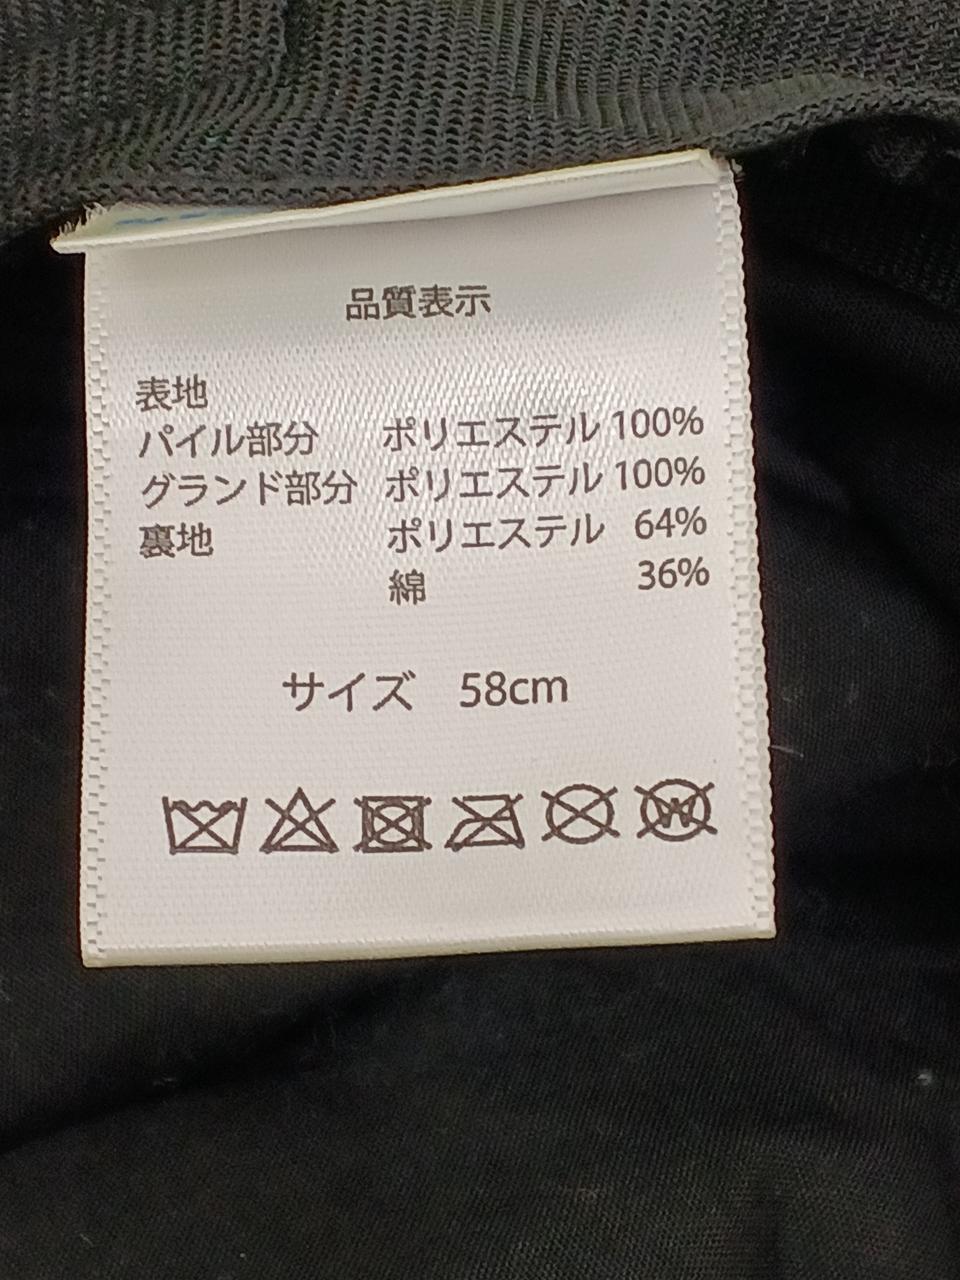 品質表示
表地
パイル部分 ポリエステル 100%
グランド部分 ポリエステル 100%
裏地 ポリエステル 64%
綿 36%
サイズ 58cm
W